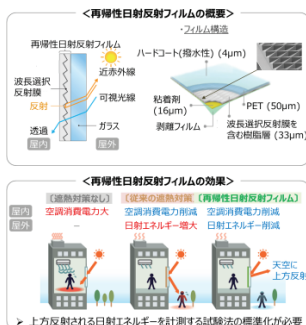 ＜再帰性日射反射フィルムの概要＞
再帰性日射反射フィルム
・フィルム構造
ハードコート(撥水性) (4μm)
近赤外線
波長選択
反射膜
反射
可視光線
透過
ガラス
屋内
屋外
粘着剤
(16μm)
剥離フィルム
PET (50μm)
波長選択反射膜を
含む樹脂層 (33μm)
＜再帰性日射反射フィルムの効果＞
〔遮熱対策なし〕 〔従来の遮熱対策〕 〔再帰性日射反射フィルム〕
屋内 空調消費電力大 空調消費電力削減 空調消費電力削減
屋外 － 日射エネルギー増大 日射エネルギー削減
天空に
上方反射
➢ 上方反射される日射エネルギーを計測する試験法の標準化が必要